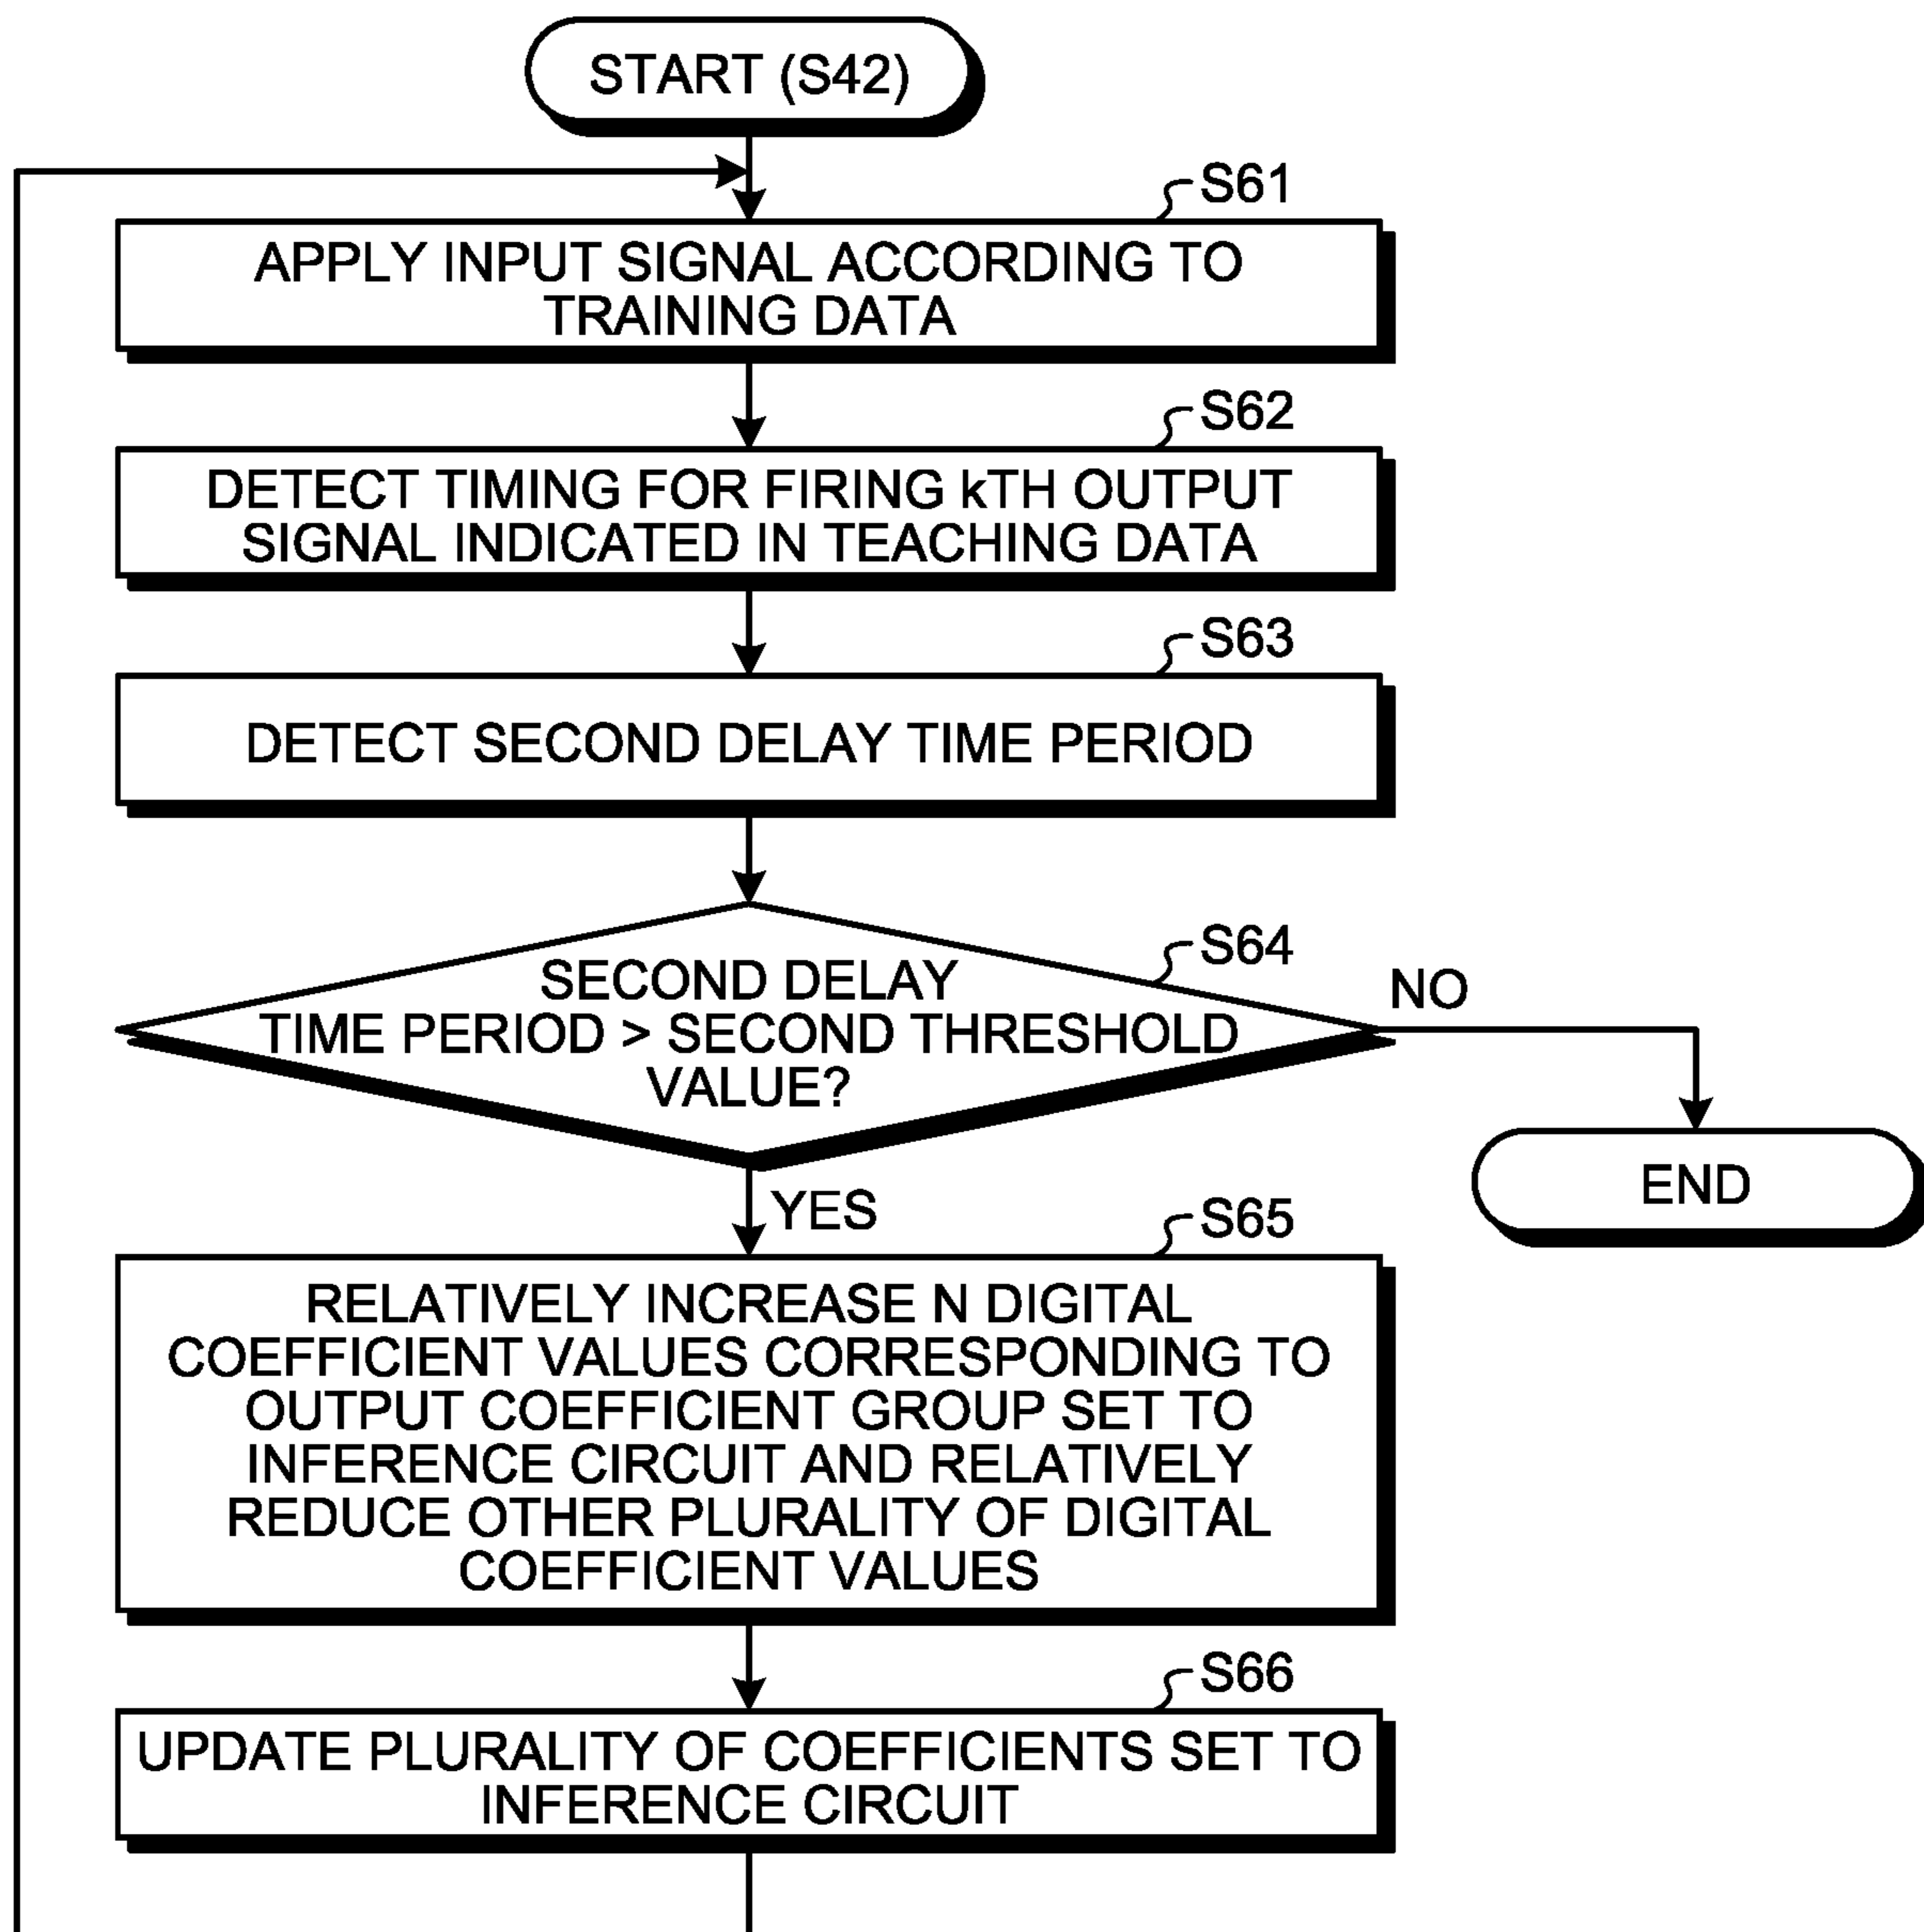 START (S42)
S61
APPLY INPUT SIGNAL ACCORDING TO
TRAINING DATA
S62
DETECT TIMING FOR FIRING kTH OUTPUT
SIGNAL INDICATED IN TEACHING DATA
S63
DETECT SECOND DELAY TIME PERIOD
S64
SECOND DELAY
TIME PERIOD > SECOND THRESHOLD
VALUE?
NO
END
YES
S65
RELATIVELY INCREASE N DIGITAL
COEFFICIENT VALUES CORRESPONDING TO
OUTPUT COEFFICIENT GROUP SET TO
INFERENCE CIRCUIT AND RELATIVELY
REDUCE OTHER PLURALITY OF DIGITAL
COEFFICIENT VALUES
S66
UPDATE PLURALITY OF COEFFICIENTS SET TO
INFERENCE CIRCUIT